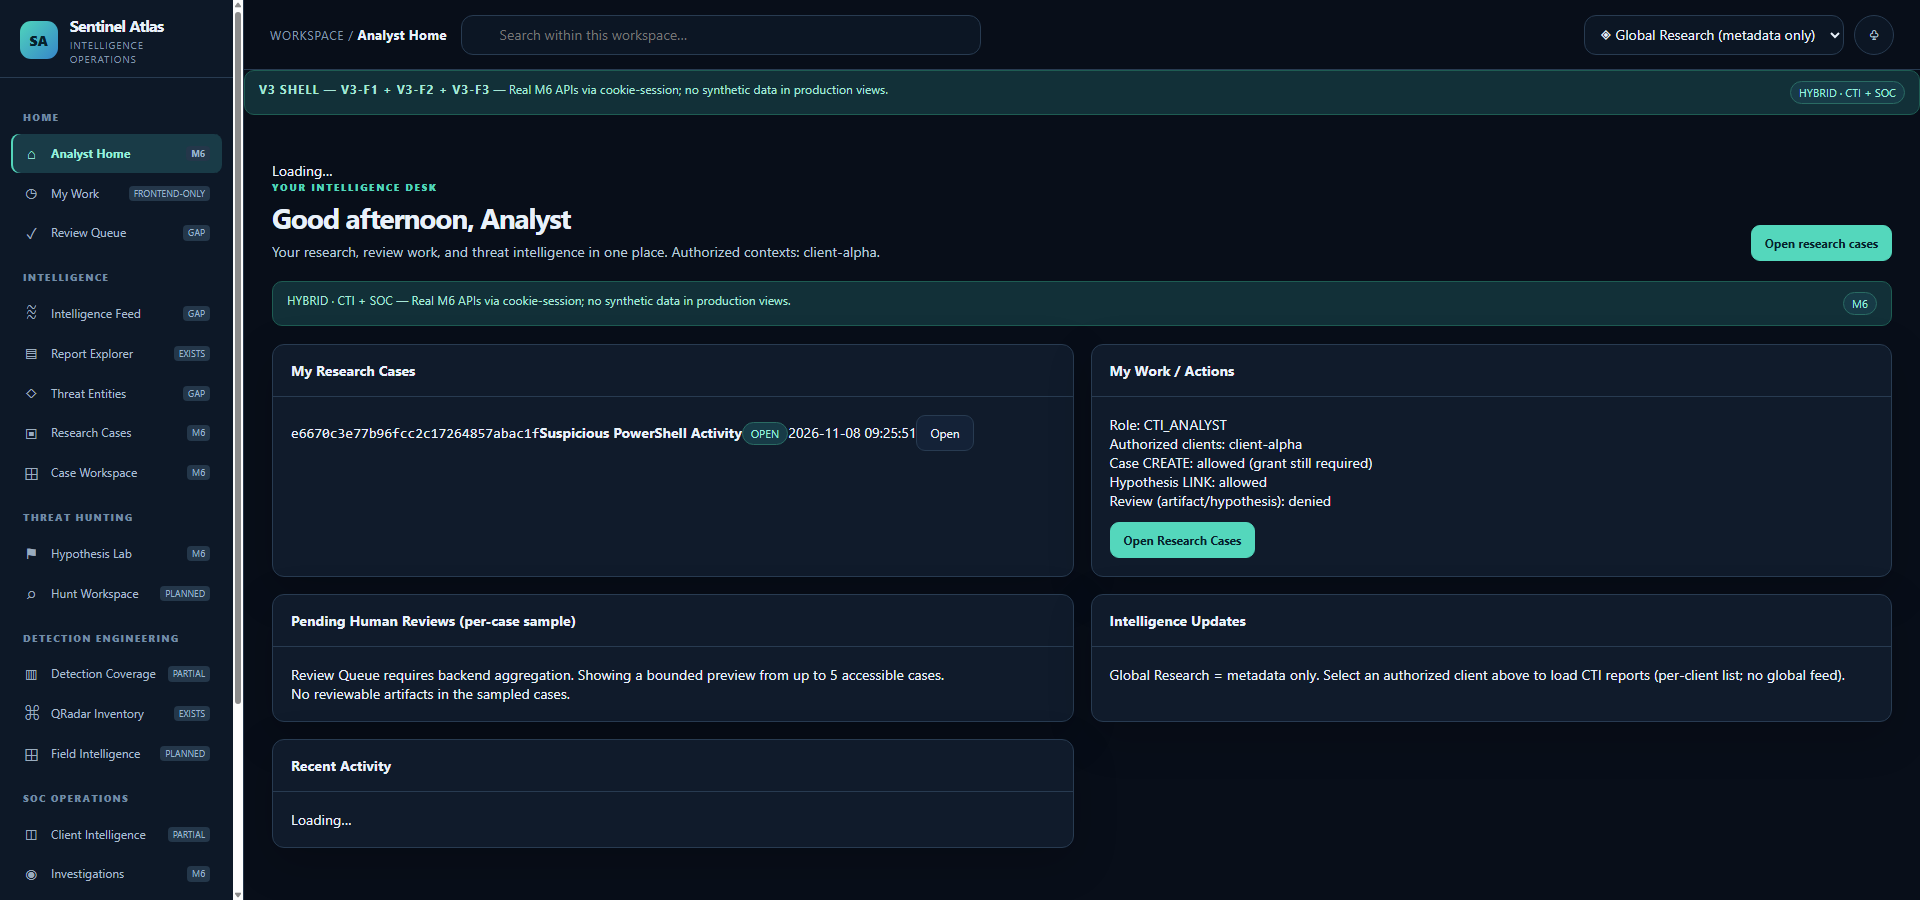 SA
Sentinel Atlas
INTELLIGENCE
OPERATIONS
HOME
Analyst Home M6
My Work FRONTEND-ONLY
Review Queue GAP
INTELLIGENCE
Intelligence Feed GAP
Report Explorer EXISTS
Threat Entities GAP
Research Cases M6
Case Workspace M6
THREAT HUNTING
Hypothesis Lab M6
Hunt Workspace PLANNED
DETECTION ENGINEERING
Detection Coverage PARTIAL
QRadar Inventory EXISTS
Field Intelligence PLANNED
SOC OPERATIONS
Client Intelligence PARTIAL
Investigations M6
WORKSPACE / Analyst Home
Search within this workspace...
◈ Global Research (metadata only)
V3 SHELL — V3-F1 + V3-F2 + V3-F3 — Real M6 APIs via cookie-session; no synthetic data in production views.
HYBRID · CTI + SOC
Loading...
YOUR INTELLIGENCE DESK
Good afternoon, Analyst
Your research, review work, and threat intelligence in one place. Authorized contexts: client-alpha.
Open research cases
HYBRID · CTI + SOC — Real M6 APIs via cookie-session; no synthetic data in production views.
M6
My Research Cases
e6670c3e77b96fcc2c17264857abac1fSuspicious PowerShell ActivityOPEN2026-11-08 09:25:51Open
My Work / Actions
Role: CTI_ANALYST
Authorized clients: client-alpha
Case CREATE: allowed (grant still required)
Hypothesis LINK: allowed
Review (artifact/hypothesis): denied
Open Research Cases
Pending Human Reviews (per-case sample)
Review Queue requires backend aggregation. Showing a bounded preview from up to 5 accessible cases.
No reviewable artifacts in the sampled cases.
Intelligence Updates
Global Research = metadata only. Select an authorized client above to load CTI reports (per-client list; no global feed).
Recent Activity
Loading...